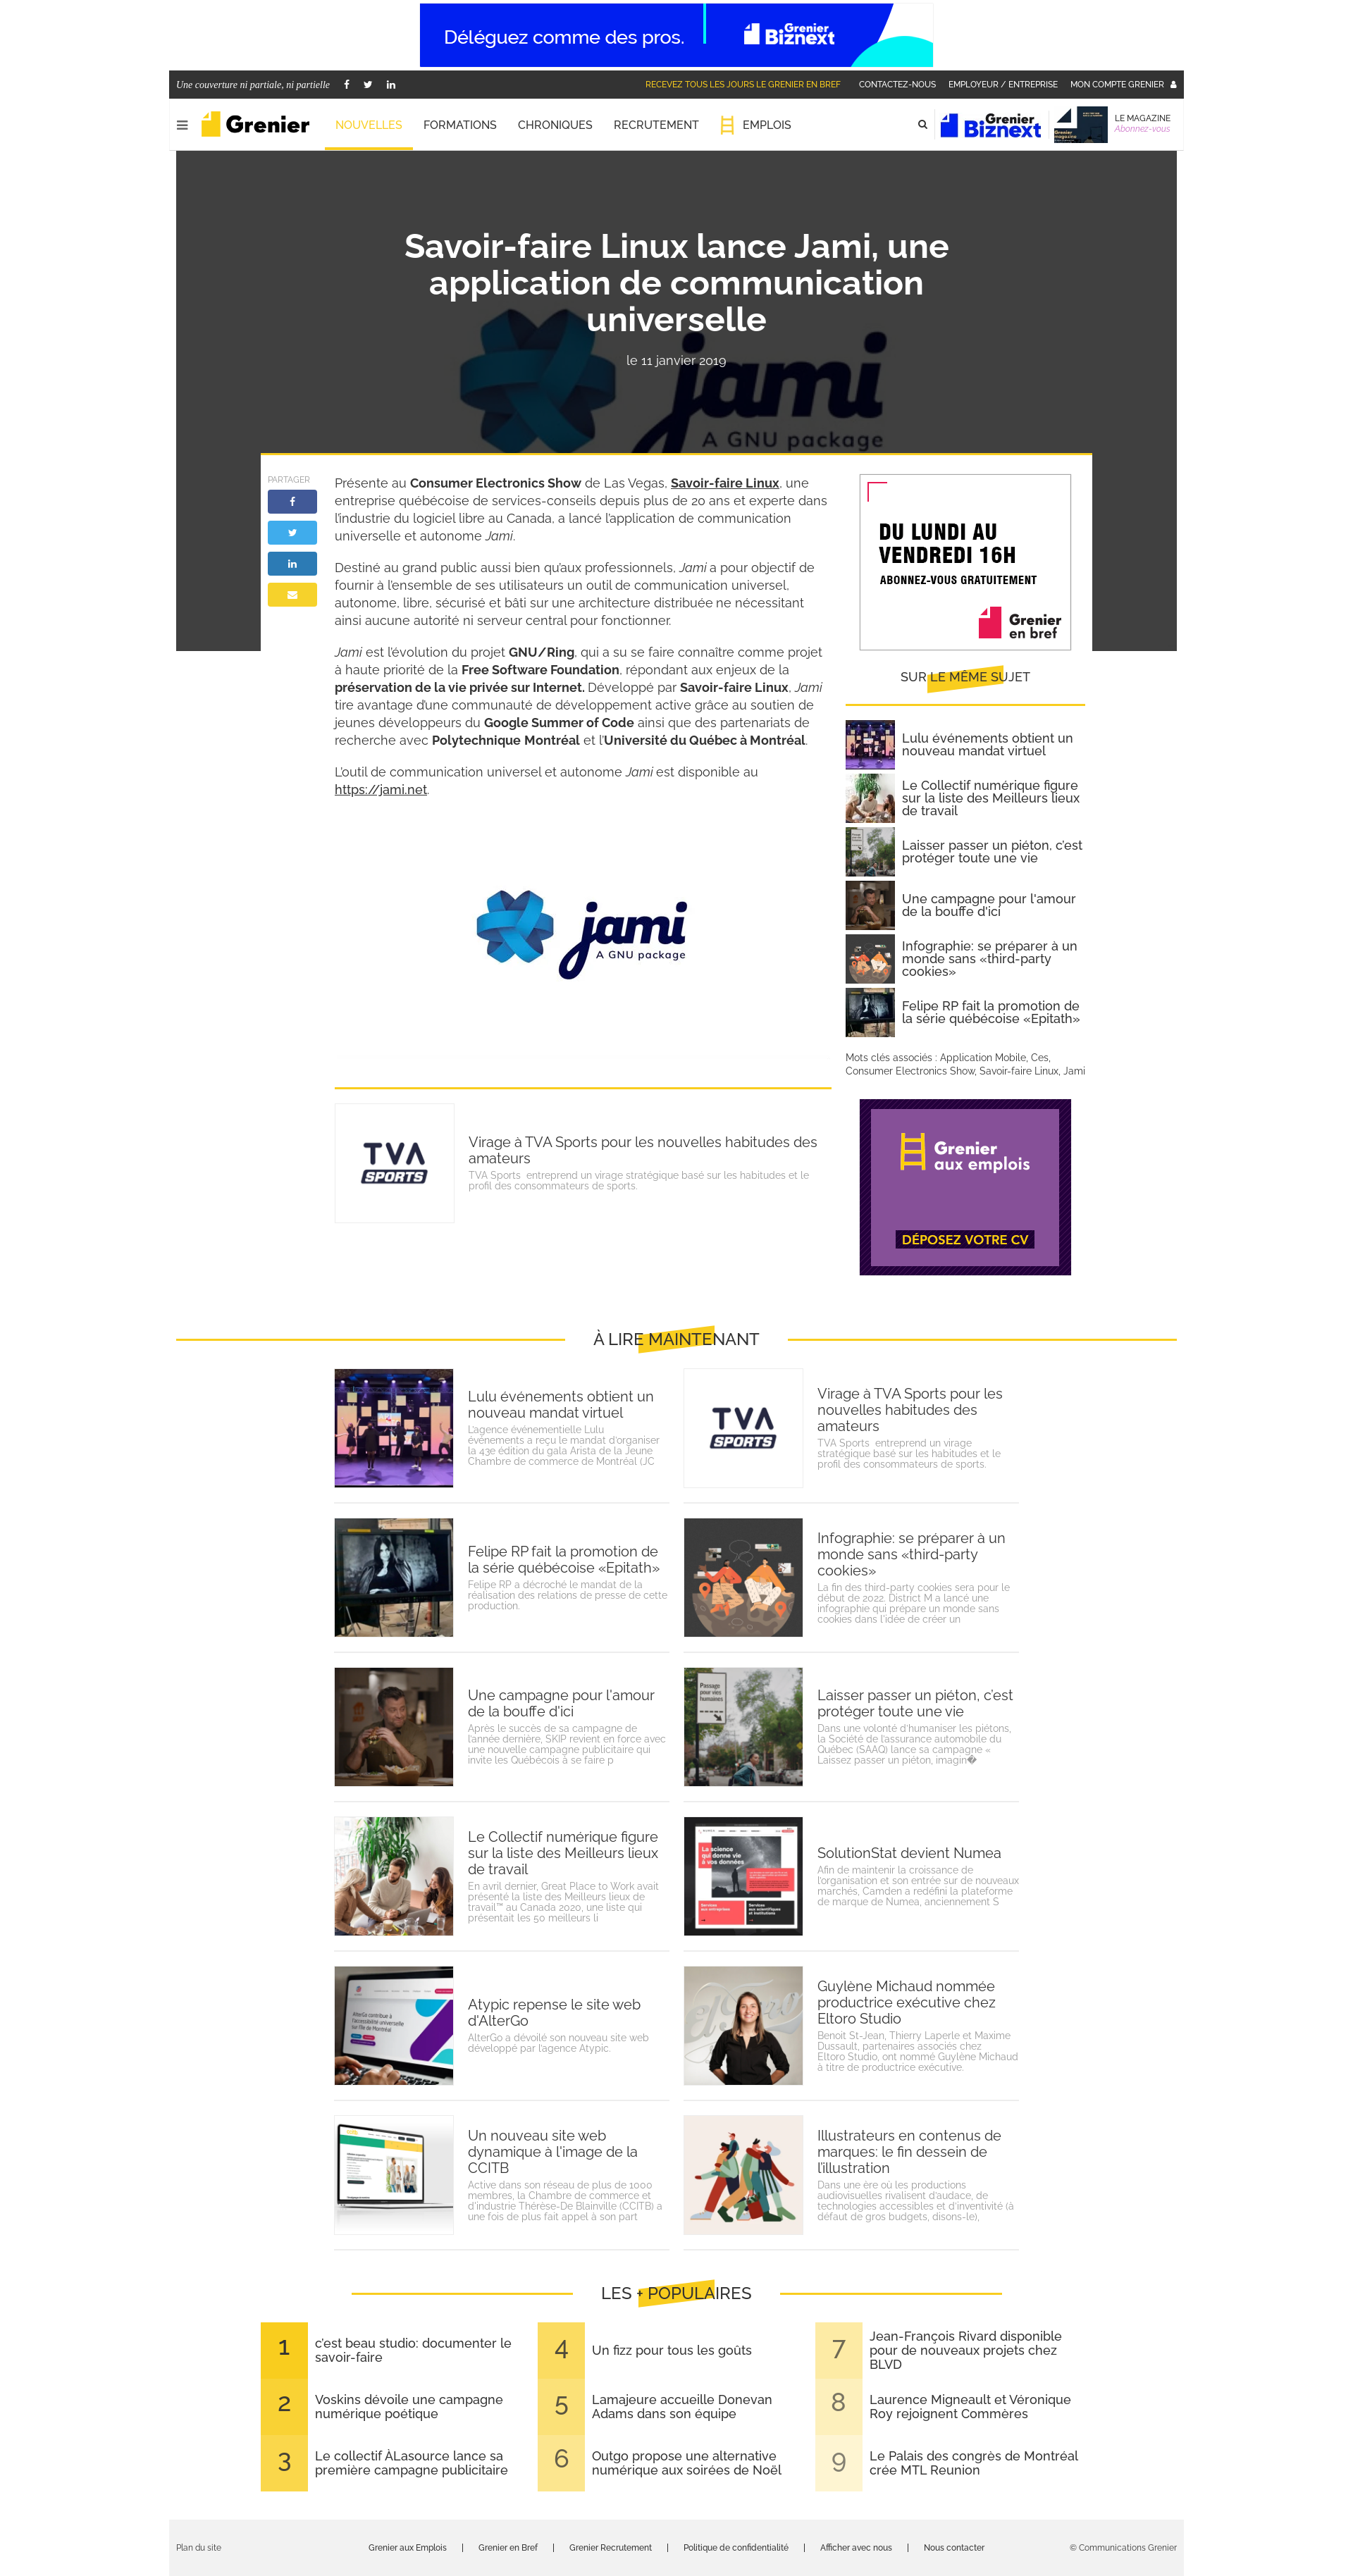 Déléguez comme des pros.
Grenier
Biznext
Une couverture ni partiale, ni partielle
RECEVEZ TOUS LES JOURS LE GRENIER EN BREF
CONTACTEZ-NOUS
EMPLOYEUR / ENTREPRISE
MON COMPTE GRENIER
Grenier
NOUVELLES
FORMATIONS
CHRONIQUES
RECRUTEMENT
EMPLOIS
Grenier
Biznext
LE MAGAZINE
Abonnez-vous
Savoir-faire Linux lance Jami, une
application de communication
universelle
le 11 janvier 2019
jami
A GNU package
PARTAGER
Présente au Consumer Electronics Show de Las Vegas, Savoir-faire Linux, une
entreprise québécoise de services-conseils depuis plus de 20 ans et experte dans
l'industrie du logiciel libre au Canada, a lancé l'application de communication
universelle et autonome Jami.
Destiné au grand public aussi bien qu'aux professionnels, Jami a pour objectif de
fournir à l'ensemble de ses utilisateurs un outil de communication universel,
autonome, libre, sécurisé et bâti sur une architecture distribuée ne nécessitant
ainsi aucune autorité ni serveur central pour fonctionner.
Jami est l'évolution du projet GNU/Ring, qui a su se faire connaître comme projet
à haute priorité de la Free Software Foundation, répondant aux enjeux de la
préservation de la vie privée sur Internet. Développé par Savoir-faire Linux, Jami
tire avantage d'une communauté de développement active grâce au soutien de
jeunes développeurs du Google Summer of Code ainsi que des partenariats de
recherche avec Polytechnique Montréal et l'Université du Québec à Montréal.
L'outil de communication universel et autonome Jami est disponible au
https://jami.net.
jami
A GNU package
DU LUNDI AU
VENDREDI 16H
ABONNEZ-VOUS GRATUITEMENT
Grenier
en bref
SUR LE MÊME SUJET
Lulu événements obtient un
nouveau mandat virtuel
Le Collectif numérique figure
sur la liste des Meilleurs lieux
de travail
Laisser passer un piéton, c'est
protéger toute une vie
Une campagne pour l'amour
de la bouffe d'ici
Infographie: se préparer à un
monde sans «third-party
cookies»
Felipe RP fait la promotion de
la série québécoise «Epitath»
Mots clés associés : Application Mobile, Ces,
Consumer Electronics Show, Savoir-faire Linux, Jami
TVA
SPORTS
Virage à TVA Sports pour les nouvelles habitudes des
amateurs
TVA Sports entreprend un virage stratégique basé sur les habitudes et le
profil des consommateurs de sports.
Grenier
aux emplois
DÉPOSEZ VOTRE CV
À LIRE MAINTENANT
Lulu événements obtient un
nouveau mandat virtuel
L'agence événementielle Lulu
événements a reçu le mandat d'organiser
la 43e édition du gala Arista de la Jeune
Chambre de commerce de Montréal (JC
TVA
SPORTS
Virage à TVA Sports pour les
nouvelles habitudes des
amateurs
TVA Sports entreprend un virage
stratégique basé sur les habitudes et le
profil des consommateurs de sports.
Felipe RP fait la promotion de
la série québécoise «Epitath»
Felipe RP a décroché le mandat de la
réalisation des relations de presse de cette
production.
Infographie: se préparer à un
monde sans «third-party
cookies»
La fin des third-party cookies sera pour le
début de 2022. District M a lancé une
infographie qui prépare un monde sans
cookies dans l'idée de créer un
Une campagne pour l'amour
de la bouffe d'ici
Après le succès de sa campagne de
l'année dernière, SKIP revient en force avec
une nouvelle campagne publicitaire qui
invite les Québécois à se faire p
Passage
pour vies
humaines
Laisser passer un piéton, c'est
protéger toute une vie
Dans une volonté d'humaniser les piétons,
la Société de l'assurance automobile du
Québec (SAAQ) lance sa campagne «
Laissez passer un piéton, imagin�
Le Collectif numérique figure
sur la liste des Meilleurs lieux
de travail
En avril dernier, Great Place to Work avait
présenté la liste des Meilleurs lieux de
travail™ au Canada 2020, une liste qui
présentait les 50 meilleurs li
La science
qui donne vie
à vos données
SolutionStat devient Numea
Afin de maintenir la croissance de
l'organisation et son entrée sur de nouveaux
marchés, Camden a redéfini la plateforme
de marque de Numea, anciennement S
AlterGo contribue à
l'accessibilité universelle
sur l'île de Montréal
Atypic repense le site web
d'AlterGo
AlterGo a dévoilé son nouveau site web
développé par l'agence Atypic.
Guylène Michaud nommée
productrice exécutive chez
Eltoro Studio
Benoit St-Jean, Thierry Laperle et Maxime
Dussault, partenaires associés chez
Eltoro Studio, ont nommé Guylène Michaud
à titre de productrice exécutive.
Un nouveau site web
dynamique à l'image de la
CCITB
Active dans son réseau de plus de 1000
membres, la Chambre de commerce et
d'industrie Thérèse-De Blainville (CCITB) a
une fois de plus fait appel à son part
Illustrateurs en contenus de
marques: le fin dessein de
l'illustration
Dans une ère où les productions
audiovisuelles rivalisent d'audace, de
technologies accessibles et d'inventivité (à
défaut de gros budgets, disons-le),
LES + POPULAIRES
1
c'est beau studio: documenter le
savoir-faire
2
Voskins dévoile une campagne
numérique poétique
3
Le collectif ÀLasource lance sa
première campagne publicitaire
4
Un fizz pour tous les goûts
5
Lamajeure accueille Donevan
Adams dans son équipe
6
Outgo propose une alternative
numérique aux soirées de Noël
7
Jean-François Rivard disponible
pour de nouveaux projets chez
BLVD
8
Laurence Migneault et Véronique
Roy rejoignent Commères
9
Le Palais des congrès de Montréal
crée MTL Reunion
Plan du site
Grenier aux Emplois | Grenier en Bref | Grenier Recrutement | Politique de confidentialité | Afficher avec nous | Nous contacter
© Communications Grenier